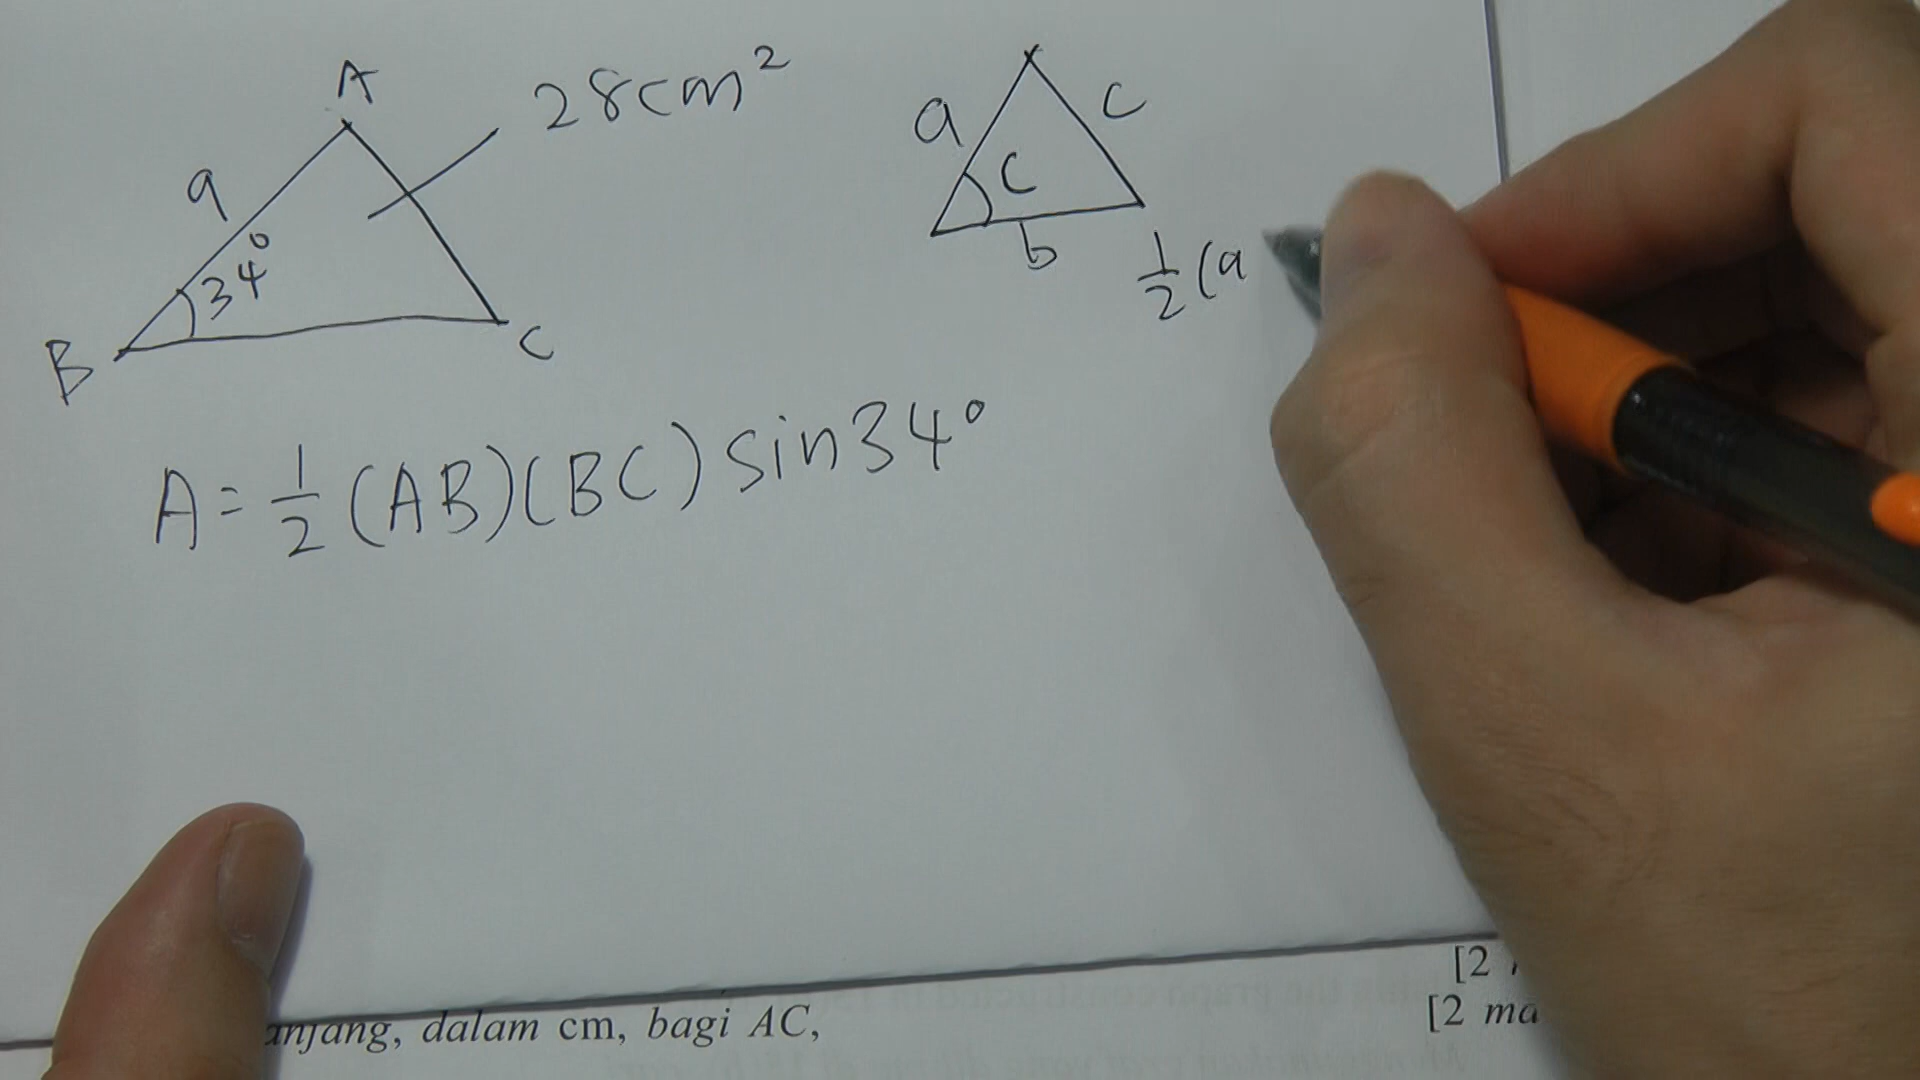 A
28cm²
9
34°
B
C
a
c
C
b
1/2 (a
A = 1/2 (AB)(BC) sin34°
[2
anjang, dalam cm, bagi AC,
[2 ma